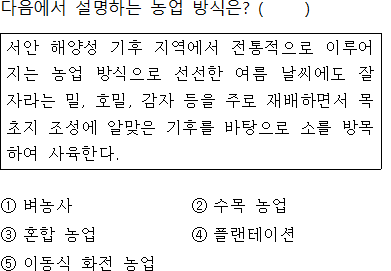 다음에서 설명하는 농업 방식은? (　　)
서안 해양성 기후 지역에서 전통적으로 이루어
지는 농업 방식으로 선선한 여름 날씨에도 잘
자라는 밀, 호밀, 감자 등을 주로 재배하면서 목
초지 조성에 알맞은 기후를 바탕으로 소를 방목
하여 사육한다.
① 벼농사 ② 수목 농업
③ 혼합 농업 ④ 플랜테이션
⑤ 이동식 화전 농업